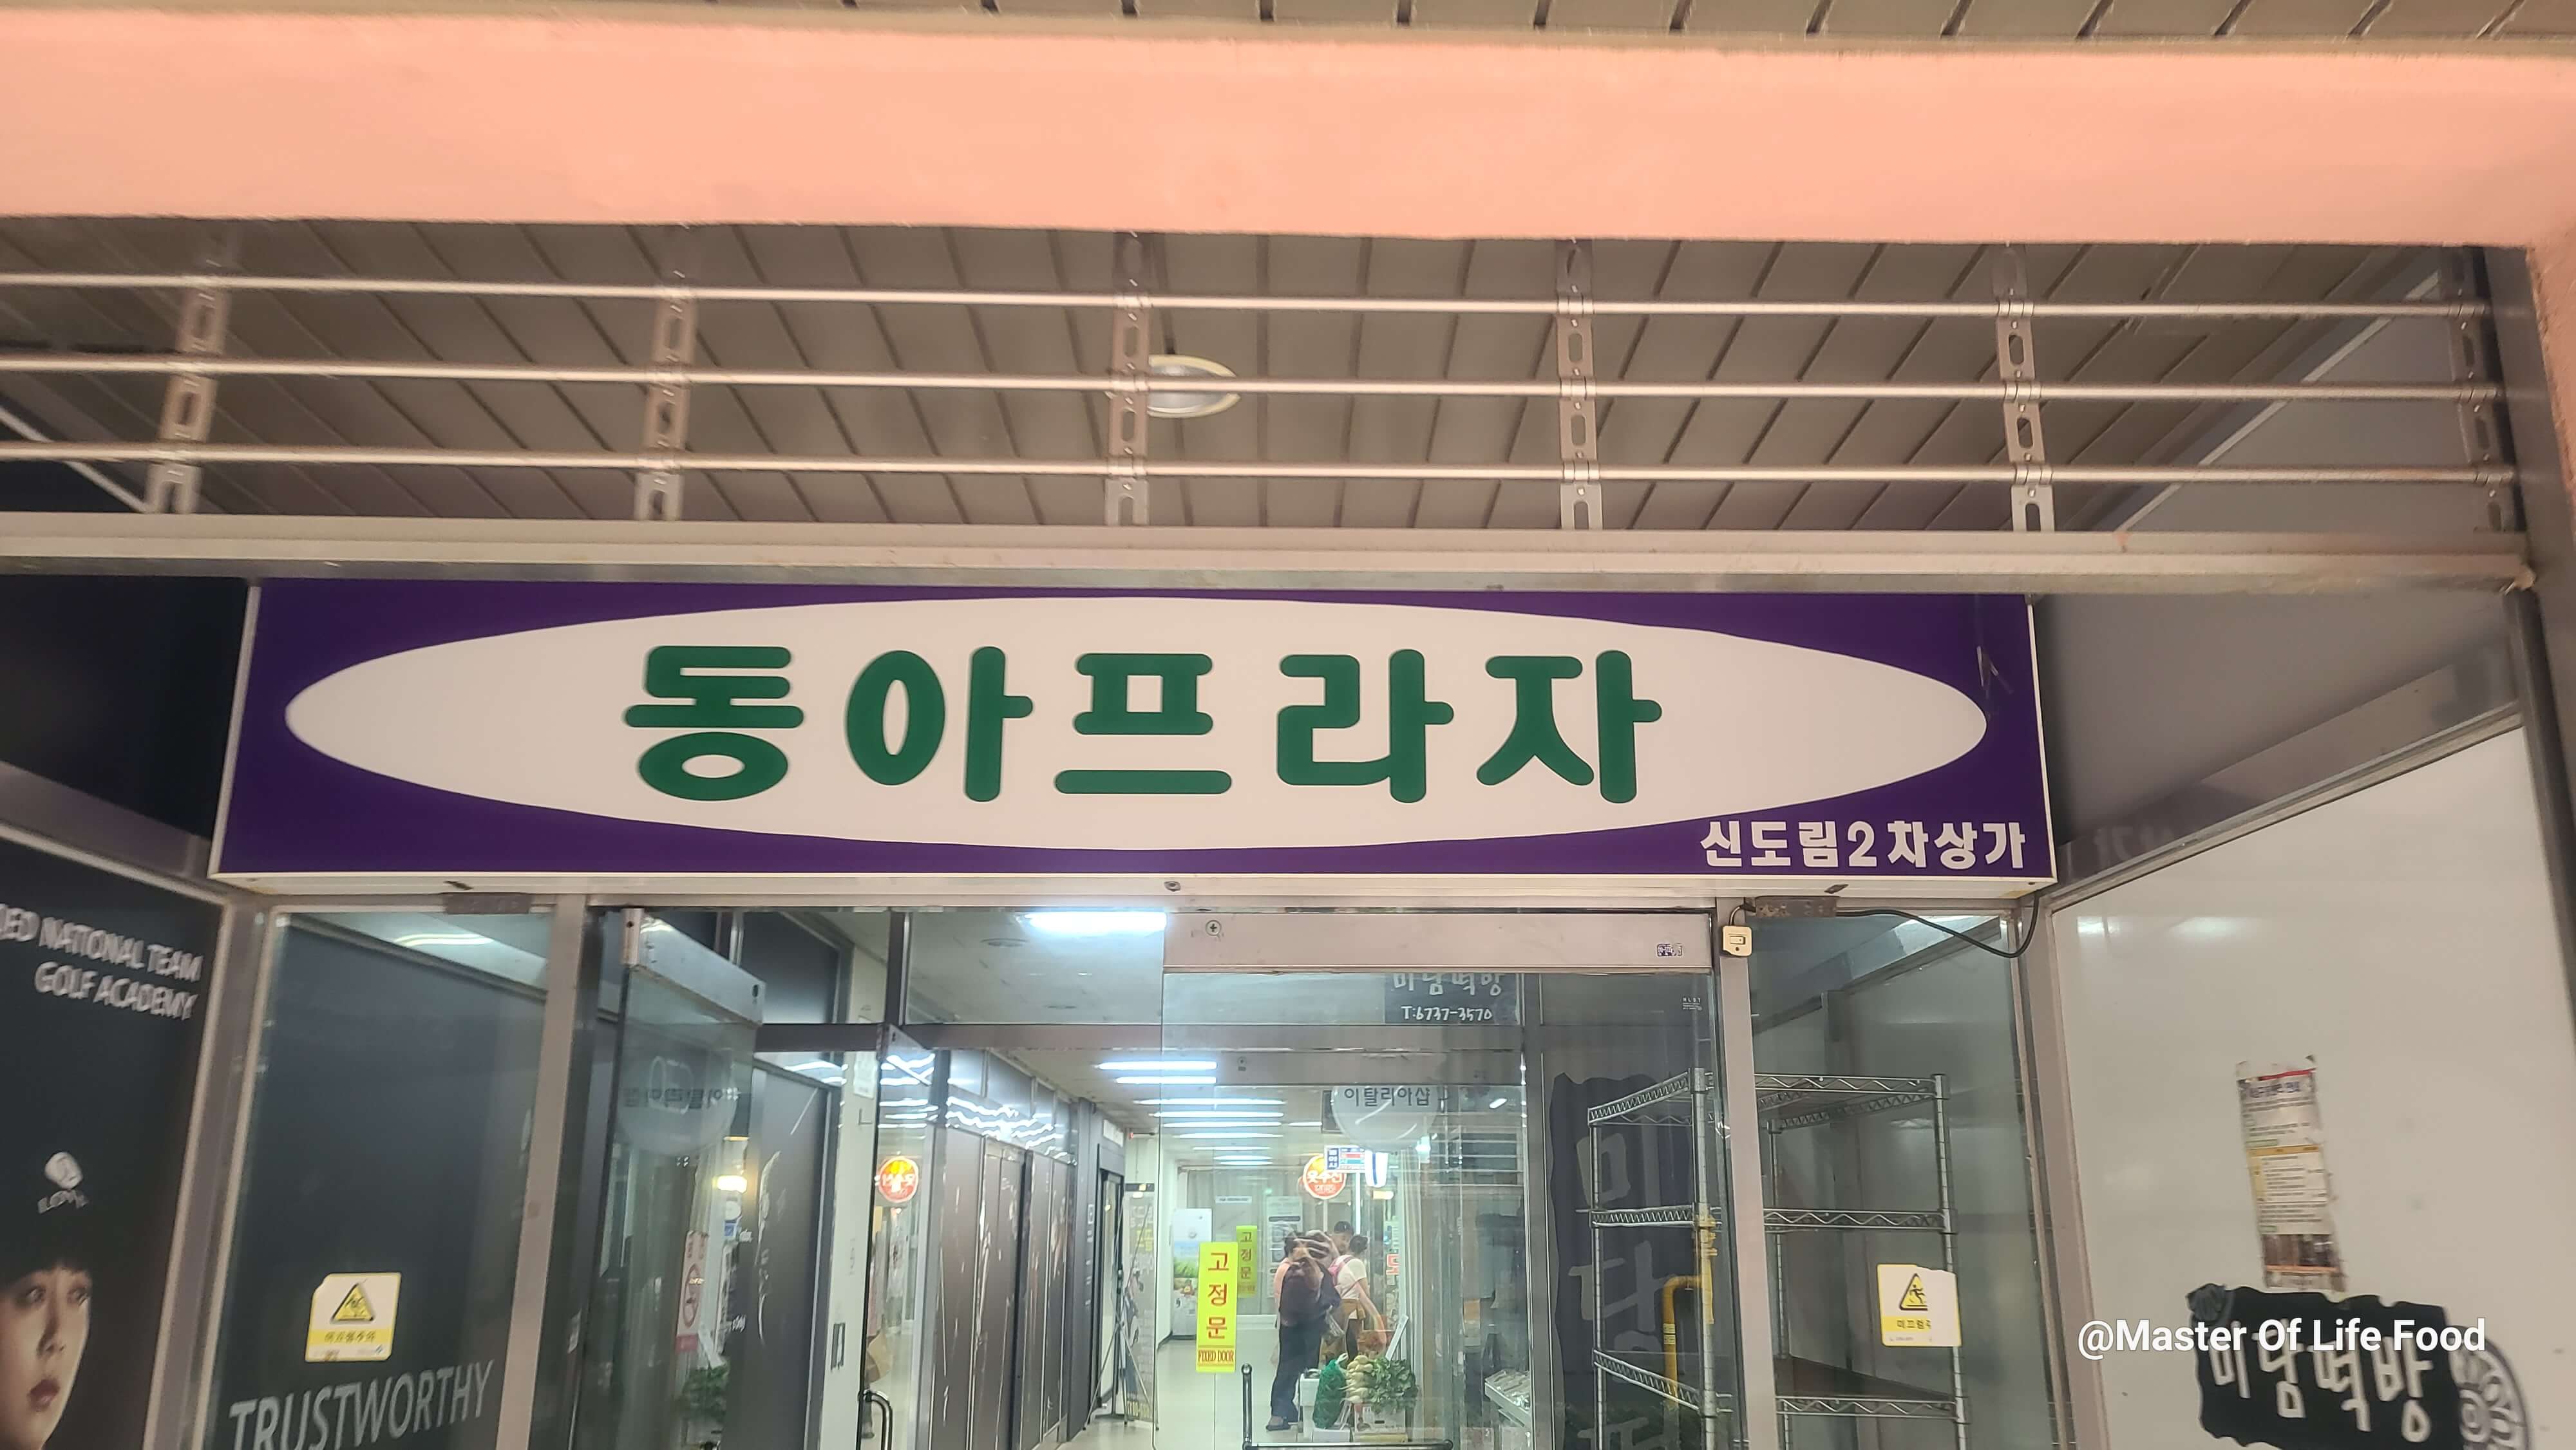 동아프라자
신도림2차상가
NATIONAL TEAM
GOLF ACADEMY
미담떡방
T:6737-3570
이탈리아샵
고정문
고정문
FIXED DOOR
TRUSTWORTHY
@Master Of Life Food
미담떡방